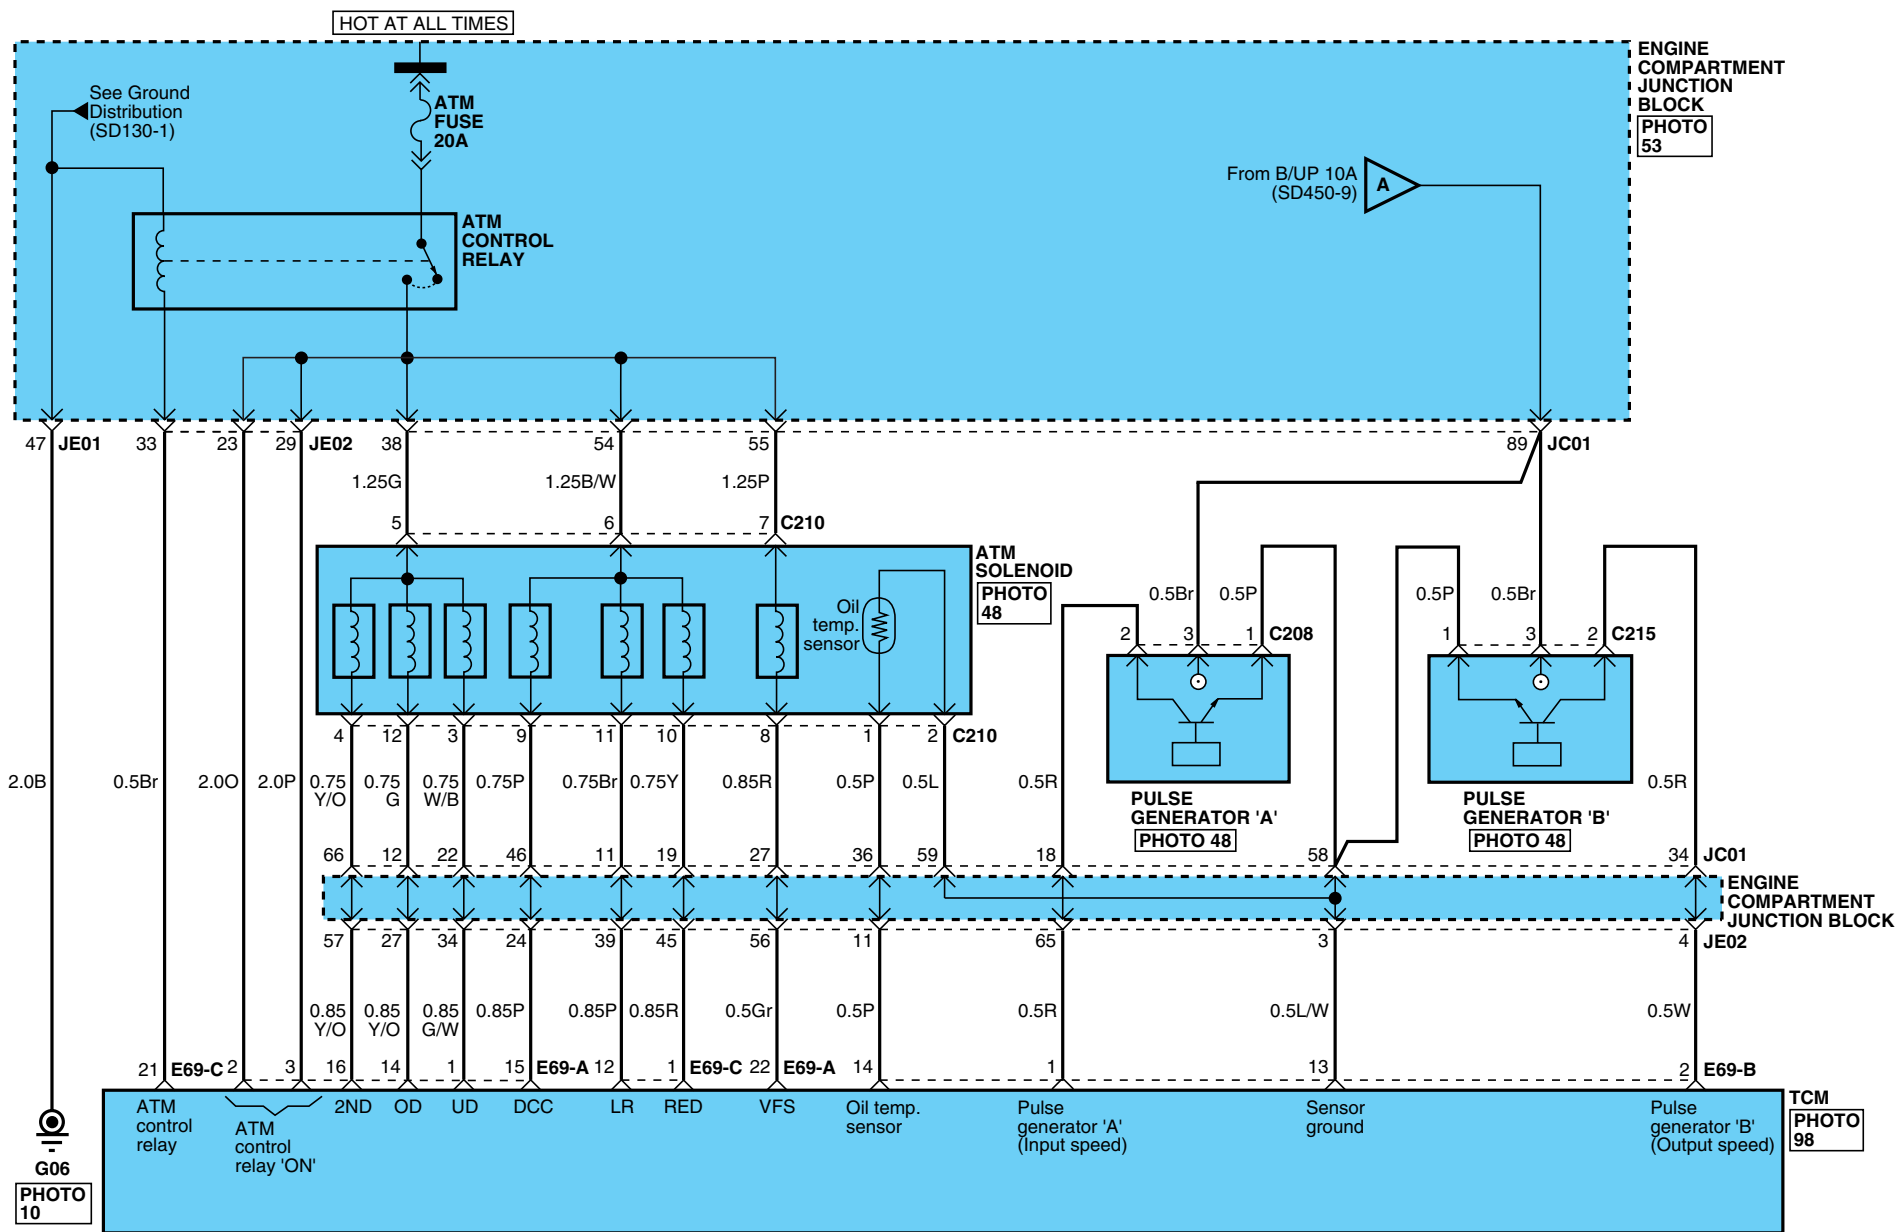 HOT AT ALL TIMES
ENGINE
COMPARTMENT
JUNCTION
BLOCK
PHOTO
53
See Ground
Distribution
(SD130-1)
ATM
FUSE
20A
From B/UP 10A
(SD450-9)
A
ATM
CONTROL
RELAY
47 JE01 33 23 29 JE02 38 54 55 89 JC01
1.25G 1.25B/W 1.25P
5 6 7 C210
ATM
SOLENOID
PHOTO
48
Oil
temp.
sensor
0.5Br 0.5P 0.5P 0.5Br
2 3 1 C208 1 3 2 C215
4 12 3 9 11 10 8 1 2 C210
2.0B 0.5Br 2.0O 2.0P 0.75 0.75 0.75 0.75P 0.75Br 0.75Y 0.85R 0.5P 0.5L 0.5R 0.5R
Y/O G W/B
PULSE
GENERATOR 'A'
PHOTO 48
PULSE
GENERATOR 'B'
PHOTO 48
66 12 22 46 11 19 27 36 59 18 58 34 JC01
ENGINE
COMPARTMENT
JUNCTION BLOCK
57 27 34 24 39 45 56 11 65 3 4 JE02
0.85 0.85 0.85 0.85P 0.85P 0.85R 0.5Gr 0.5P 0.5R 0.5L/W 0.5W
Y/O Y/O G/W
21 E69-C 2 3 16 14 1 15 E69-A 12 1 E69-C 22 E69-A 14 1 13 2 E69-B
ATM
control
relay
ATM
control
relay 'ON'
2ND OD UD DCC LR RED VFS
Oil temp.
sensor
Pulse
generator 'A'
(Input speed)
Sensor
ground
Pulse
generator 'B'
(Output speed)
TCM
PHOTO
98
G06
PHOTO
10